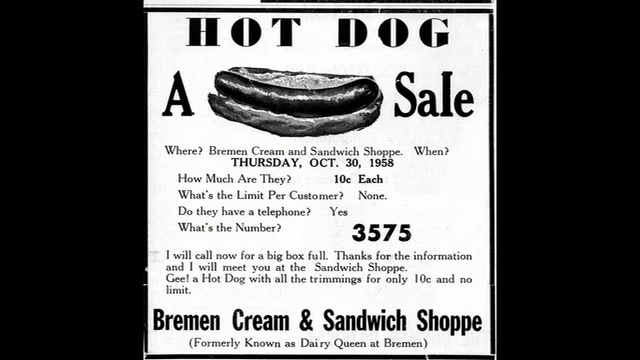 HOT DOG
A Sale
Where? Bremen Cream and Sandwich Shoppe. When?
THURSDAY, OCT. 30, 1958
How Much Are They? 10c Each
What's the Limit Per Customer? None.
Do they have a telephone? Yes
What's the Number? 3575
I will call now for a big box full. Thanks for the information
and I will meet you at the Sandwich Shoppe.
Gee! a Hot Dog with all the trimmings for only 10c and no
limit.
Bremen Cream & Sandwich Shoppe
(Formerly Known as Dairy Queen at Bremen)